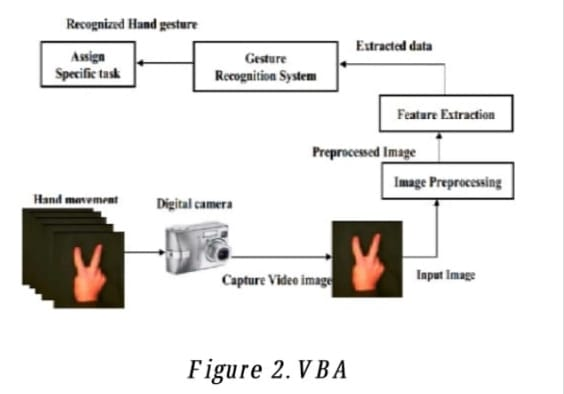 Recognized Hand gesture
Assign
Specific task
Gesture
Recognition System
Extracted data
Feature Extraction
Preprocessed Image
Image Preprocessing
Hand movement
Digital camera
Capture Video image
Input Image
Figure 2. VBA